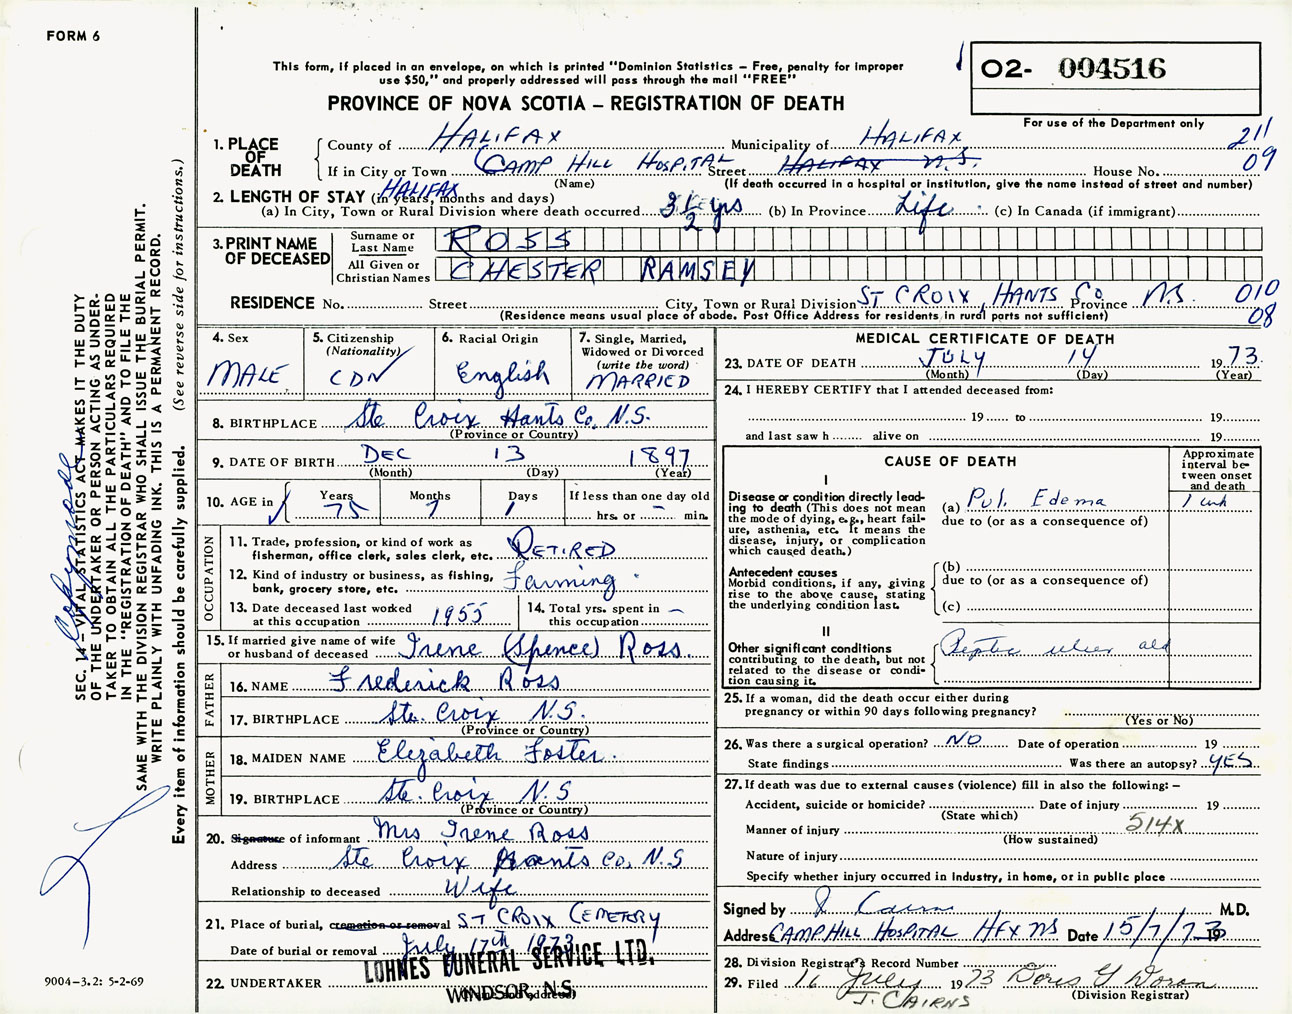 FORM 6
This form, if placed in an envelope, on which is printed "Dominion Statistics – Free, penalty for improper
use $50," and properly addressed will pass through the mail "FREE"
PROVINCE OF NOVA SCOTIA – REGISTRATION OF DEATH
02- 004516
For use of the Department only
1. PLACE OF DEATH
County of HALIFAX Municipality of HALIFAX 211
If in City or Town CAMP HILL HOSPITAL Street HALIFAX N.S. House No. 09
(Name) (If death occurred in a hospital or institution, give the name instead of street and number)
HALIFAX
2. LENGTH OF STAY (in years, months and days)
(a) In City, Town or Rural Division where death occurred 3 1/2 yrs (b) In Province Life (c) In Canada (if immigrant)
3. PRINT NAME OF DECEASED
Surname or Last Name ROSS
All Given or Christian Names CHESTER RAMSEY
RESIDENCE No. Street City, Town or Rural Division ST CROIX HANTS Co. Province N.S. 010
(Residence means usual place of abode. Post Office Address for residents in rural parts not sufficient) 08
4. Sex MALE
5. Citizenship (Nationality) CDN
6. Racial Origin English
7. Single, Married, Widowed or Divorced (write the word) MARRIED
8. BIRTHPLACE Ste Croix Hants Co. N.S.
(Province or Country)
9. DATE OF BIRTH DEC 13 1897
(Month) (Day) (Year)
10. AGE in Years 75 Months 7 Days 1 If less than one day old hrs. or – min.
OCCUPATION
11. Trade, profession, or kind of work as
fisherman, office clerk, sales clerk, etc. RETIRED
12. Kind of industry or business, as fishing,
bank, grocery store, etc. Farming
13. Date deceased last worked
at this occupation 1955
14. Total yrs. spent in
this occupation –
15. If married give name of wife
or husband of deceased Irene (Spence) Ross.
FATHER
16. NAME Frederick Ross
17. BIRTHPLACE Ste. Croix N.S.
(Province or Country)
MOTHER
18. MAIDEN NAME Elizabeth Foster.
19. BIRTHPLACE Ste. Croix N.S
(Province or Country)
20. Signature of informant Mrs Irene Ross
Address Ste Croix Hants Co, N.S
Relationship to deceased Wife
21. Place of burial, cremation or removal ST CROIX CEMETERY
Date of burial or removal July 17th 1973
22. UNDERTAKER LOHNES FUNERAL SERVICE LTD.
WINDSOR, N.S.
(Name and address)
MEDICAL CERTIFICATE OF DEATH
23. DATE OF DEATH JULY 14 1973.
(Month) (Day) (Year)
24. I HEREBY CERTIFY that I attended deceased from:
19 to 19
and last saw h alive on 19
CAUSE OF DEATH
Approximate interval between onset and death
I
Disease or condition directly leading
to death (This does not mean
the mode of dying, e.g., heart failure,
asthenia, etc. It means the
disease, injury, or complication
which caused death.)
(a) Pul. Edema 1 wk
due to (or as a consequence of)
Antecedent causes
Morbid conditions, if any, giving
rise to the above cause, stating
the underlying condition last.
(b)
due to (or as a consequence of)
(c)
II
Other significant conditions
contributing to the death, but not
related to the disease or condition
causing it.
Peptic ulcer old
25. If a woman, did the death occur either during
pregnancy or within 90 days following pregnancy?
(Yes or No)
26. Was there a surgical operation? NO Date of operation 19
State findings Was there an autopsy? YES
27. If death was due to external causes (violence) fill in also the following: –
Accident, suicide or homicide? Date of injury 19
(State which)
Manner of injury 514X
(How sustained)
Nature of injury
Specify whether injury occurred in industry, in home, or in public place
Signed by J Cairns M.D.
Address CAMP HILL HOSPITAL HFX NS Date 15/7/73
28. Division Registrar's Record Number
29. Filed 16 July 1973
J. CAIRNS
(Division Registrar)
SEC. 14 – VITAL STATISTICS ACT MAKES IT THE DUTY
OF THE UNDERTAKER OR PERSON ACTING AS UNDERTAKER
TO OBTAIN ALL THE PARTICULARS REQUIRED
IN THE "REGISTRATION OF DEATH" AND TO FILE THE
SAME WITH THE DIVISION REGISTRAR WHO SHALL ISSUE THE BURIAL PERMIT.
WRITE PLAINLY WITH UNFADING INK. THIS IS A PERMANENT RECORD.
Every item of information should be carefully supplied. (See reverse side for instructions.)
9004-3.2: 5-2-69